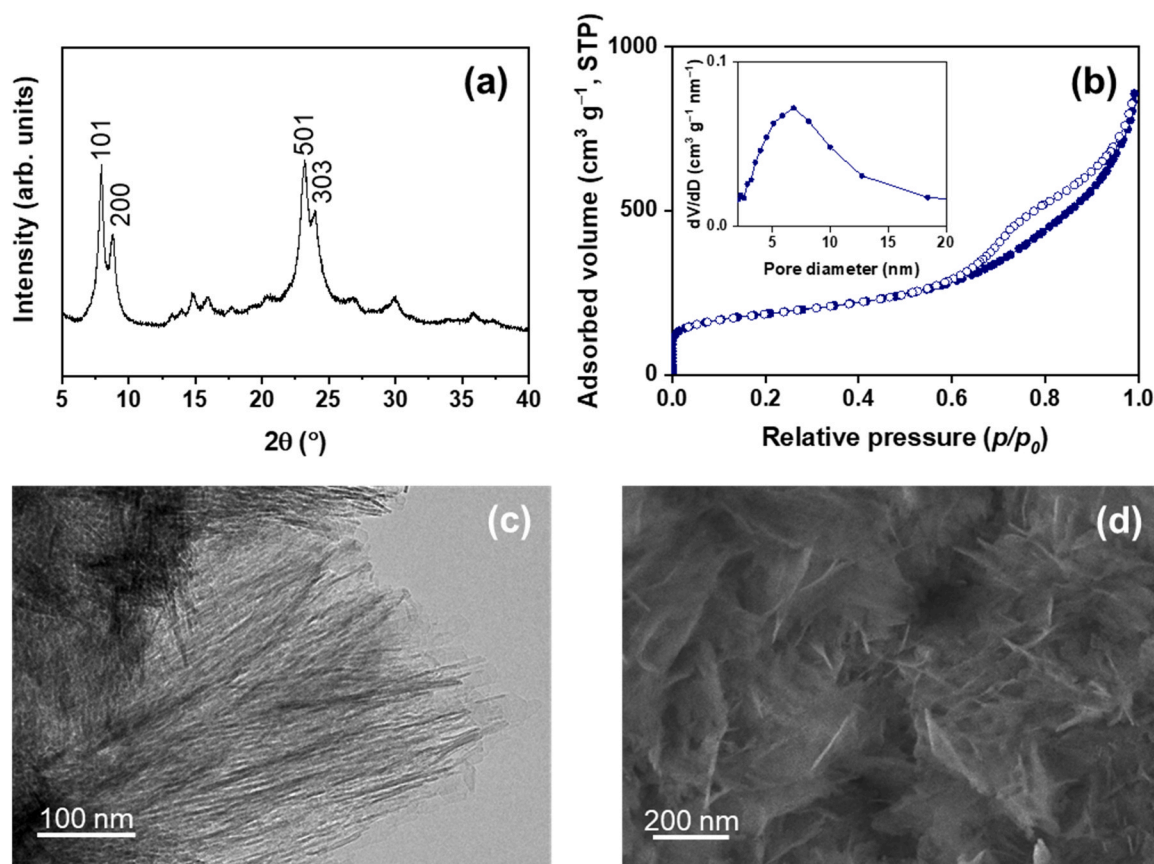 (a)
Intensity (arb. units)
101
200
501
303
5 10 15 20 25 30 35 40
2θ (°)
(b)
Adsorbed volume (cm³ g⁻¹, STP)
1000
500
0
0.0 0.2 0.4 0.6 0.8 1.0
Relative pressure (p/p₀)
dV/dD (cm³ g⁻¹ nm⁻¹)
0.1
0.0
5 10 15 20
Pore diameter (nm)
(c)
100 nm
(d)
200 nm